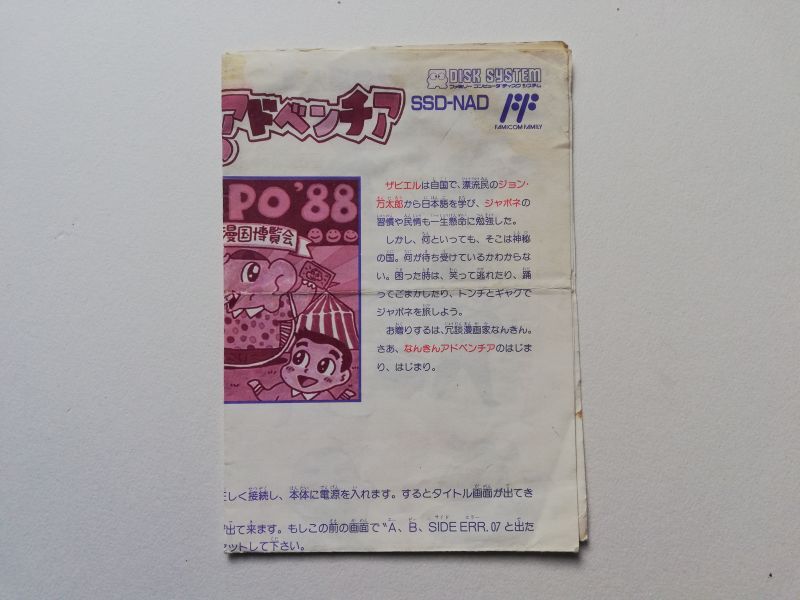 DISK SYSTEM
ファミリー コンピュータ ディスク システム
アドベンチア
SSD-NAD
FAMICOM FAMILY
PO'88
漫国博覧会
ザビエルは自国で、漂流民のジョン・
万太郎から日本語を学び、ジャポネの
習慣や民情も一生懸命に勉強した。
しかし、何といっても、そこは神秘
の国。何が待ち受けているかわからな
い。困った時は、笑って逃れたり、踊
ってごまかしたり、トンチとギャグで
ジャポネを旅しよう。
お贈りするは、冗談漫画家なんきん。
さあ、なんきんアドベンチアのはじま
り、はじまり。
正しく接続し、本体に電源を入れます。するとタイトル画面が出てき
出て来ます。もしこの前の画面で"A、B、SIDE ERR. 07 と出た
ットして下さい。